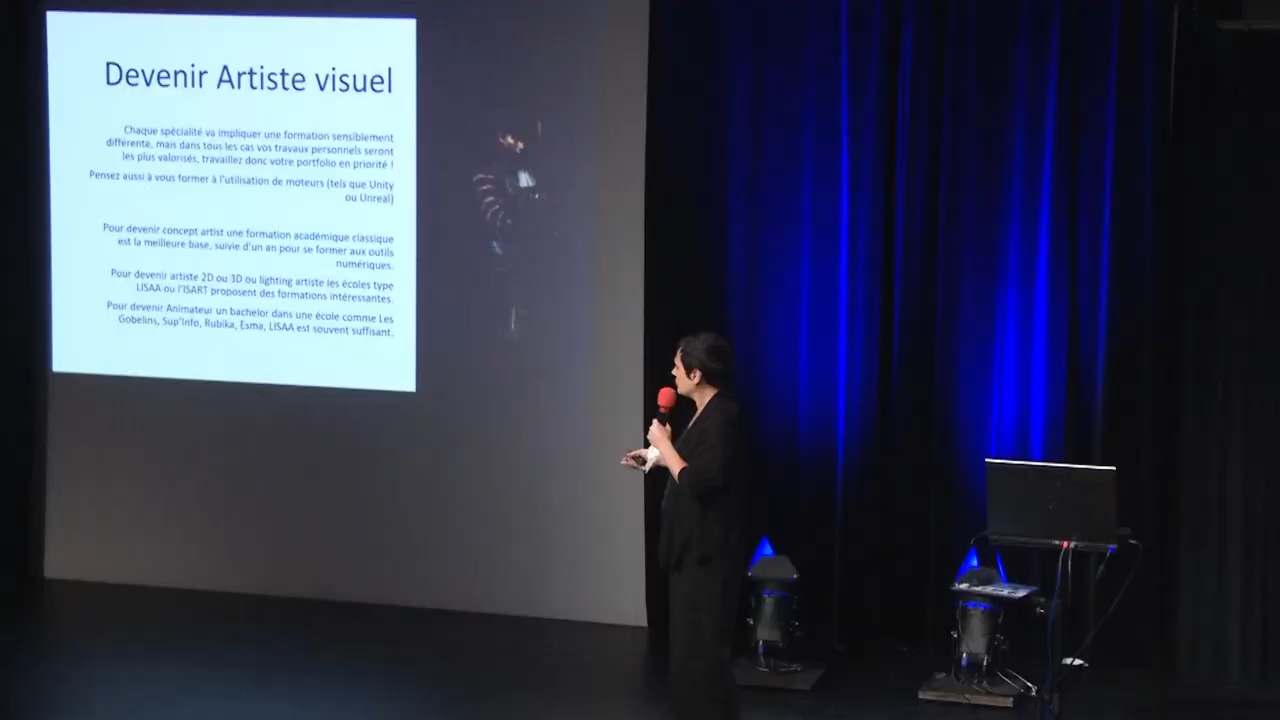 Devenir Artiste visuel
Chaque spécialité va impliquer une formation sensiblement
différente, mais dans tous les cas vos travaux personnels seront
les plus valorisés, travaillez donc votre portfolio en priorité !
Pensez aussi à vous former à l'utilisation de moteurs (tels que Unity
ou Unreal)
Pour devenir concept artist une formation académique classique
est la meilleure base, suivie d'un an pour se former aux outils
numériques.
Pour devenir artiste 2D ou 3D ou lighting artiste les écoles type
LISAA ou l'ISART proposent des formations intéressantes.
Pour devenir Animateur un bachelor dans une école comme Les
Gobelins, Sup'Info, Rubika, Esma, LISAA est souvent suffisant.